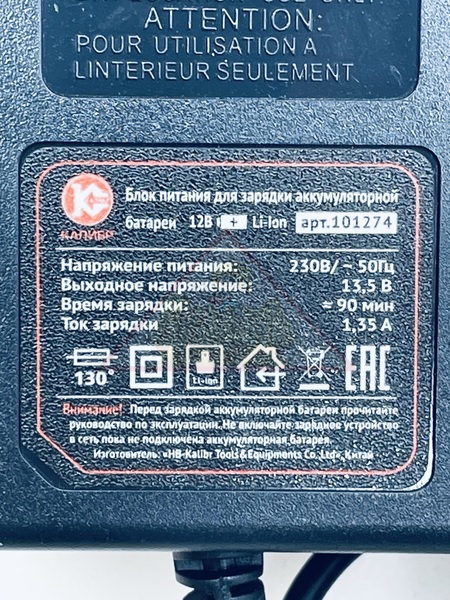 ATTENTION:
POUR UTILISATION A
LINTERIEUR SEULEMENT
КАЛИБР
Блок питания для зарядки аккумуляторной
батареи 12В + Li-Ion арт.101274
Напряжение питания: 230В/ ~ 50Гц
Выходное напряжение: 13,5 В
Время зарядки: ≈ 90 мин
Ток зарядки 1,35 А
130° Li-Ion EAC
Внимание! Перед зарядкой аккумуляторной батареи прочитайте
руководство по эксплуатации. Не включайте зарядное устройство
в сеть пока не подключена аккумуляторная батарея.
Изготовитель: «HB-Kalibr Tools&Equipments Co, Ltd», Китай